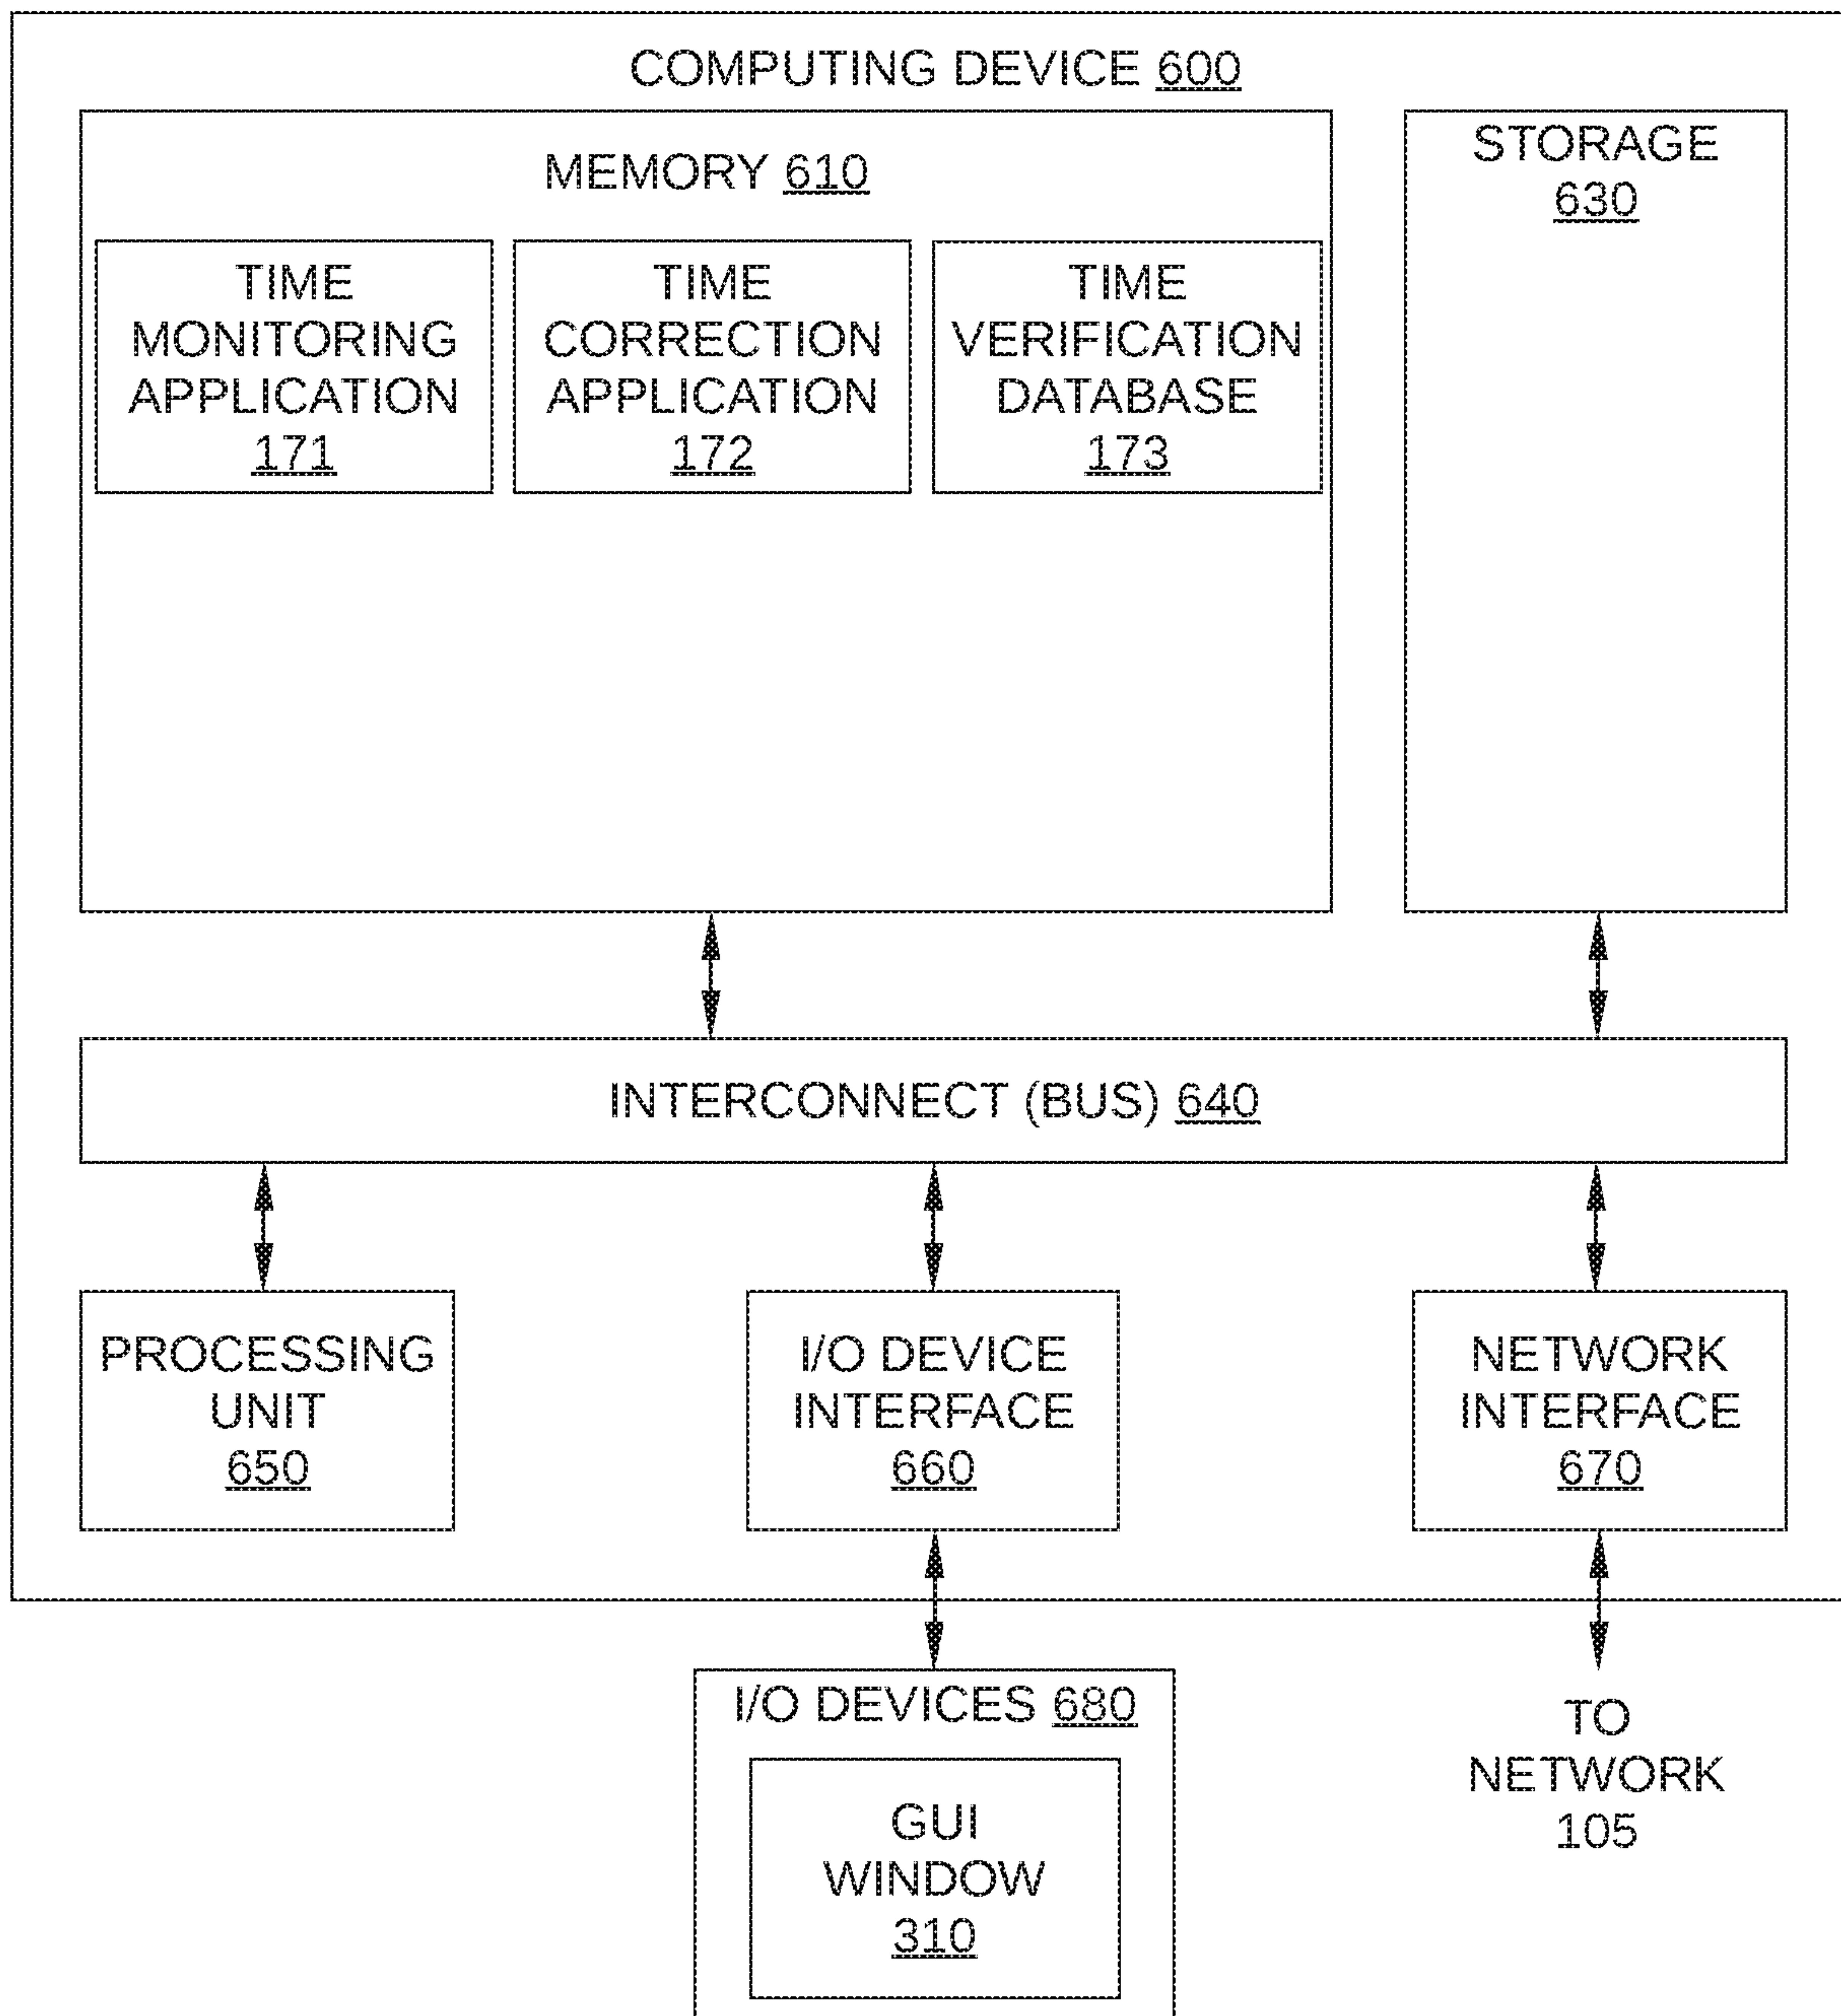 COMPUTING DEVICE 600
MEMORY 610
TIME
MONITORING
APPLICATION
171
TIME
CORRECTION
APPLICATION
172
TIME
VERIFICATION
DATABASE
173
STORAGE
630
INTERCONNECT (BUS) 640
PROCESSING
UNIT
650
I/O DEVICE
INTERFACE
660
NETWORK
INTERFACE
670
I/O DEVICES 680
GUI
WINDOW
310
TO
NETWORK
105